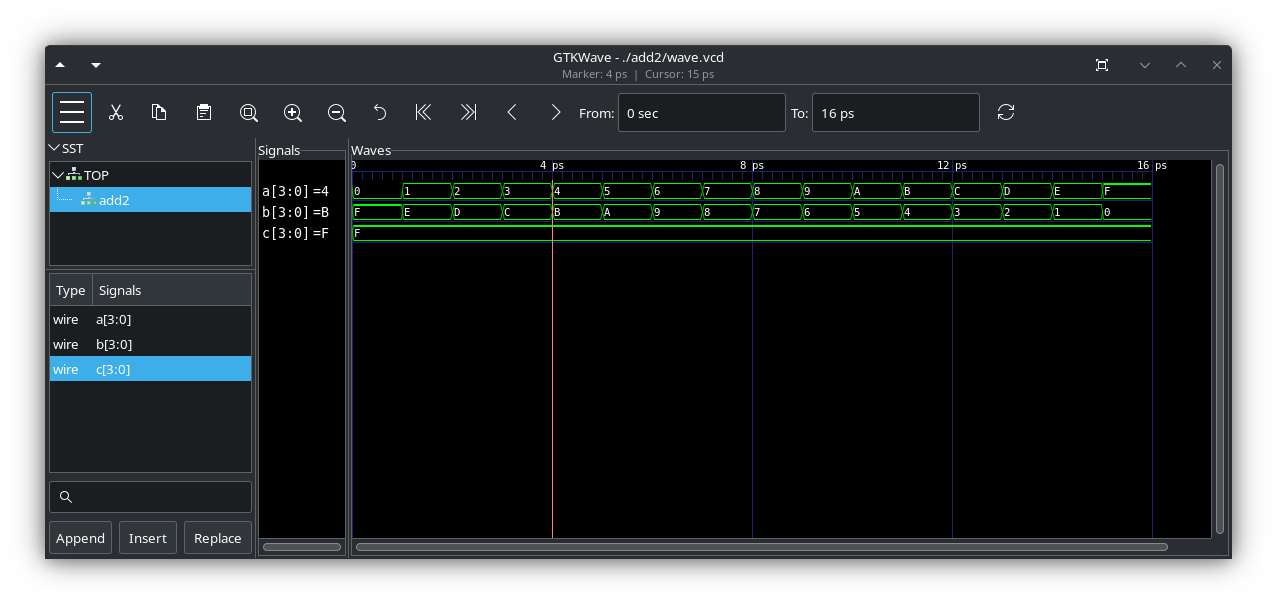 GTKWave - ./add2/wave.vcd
Marker: 4 ps | Cursor: 15 ps
From: 0 sec To: 16 ps
SST
TOP
add2
Type Signals
wire a[3:0]
wire b[3:0]
wire c[3:0]
Append Insert Replace
Signals
a[3:0]=4
b[3:0]=B
c[3:0]=F
Waves
0 4 ps 8 ps 12 ps 16 ps
0 1 2 3 4 5 6 7 8 9 A B C D E F
F E D C B A 9 8 7 6 5 4 3 2 1 0
F